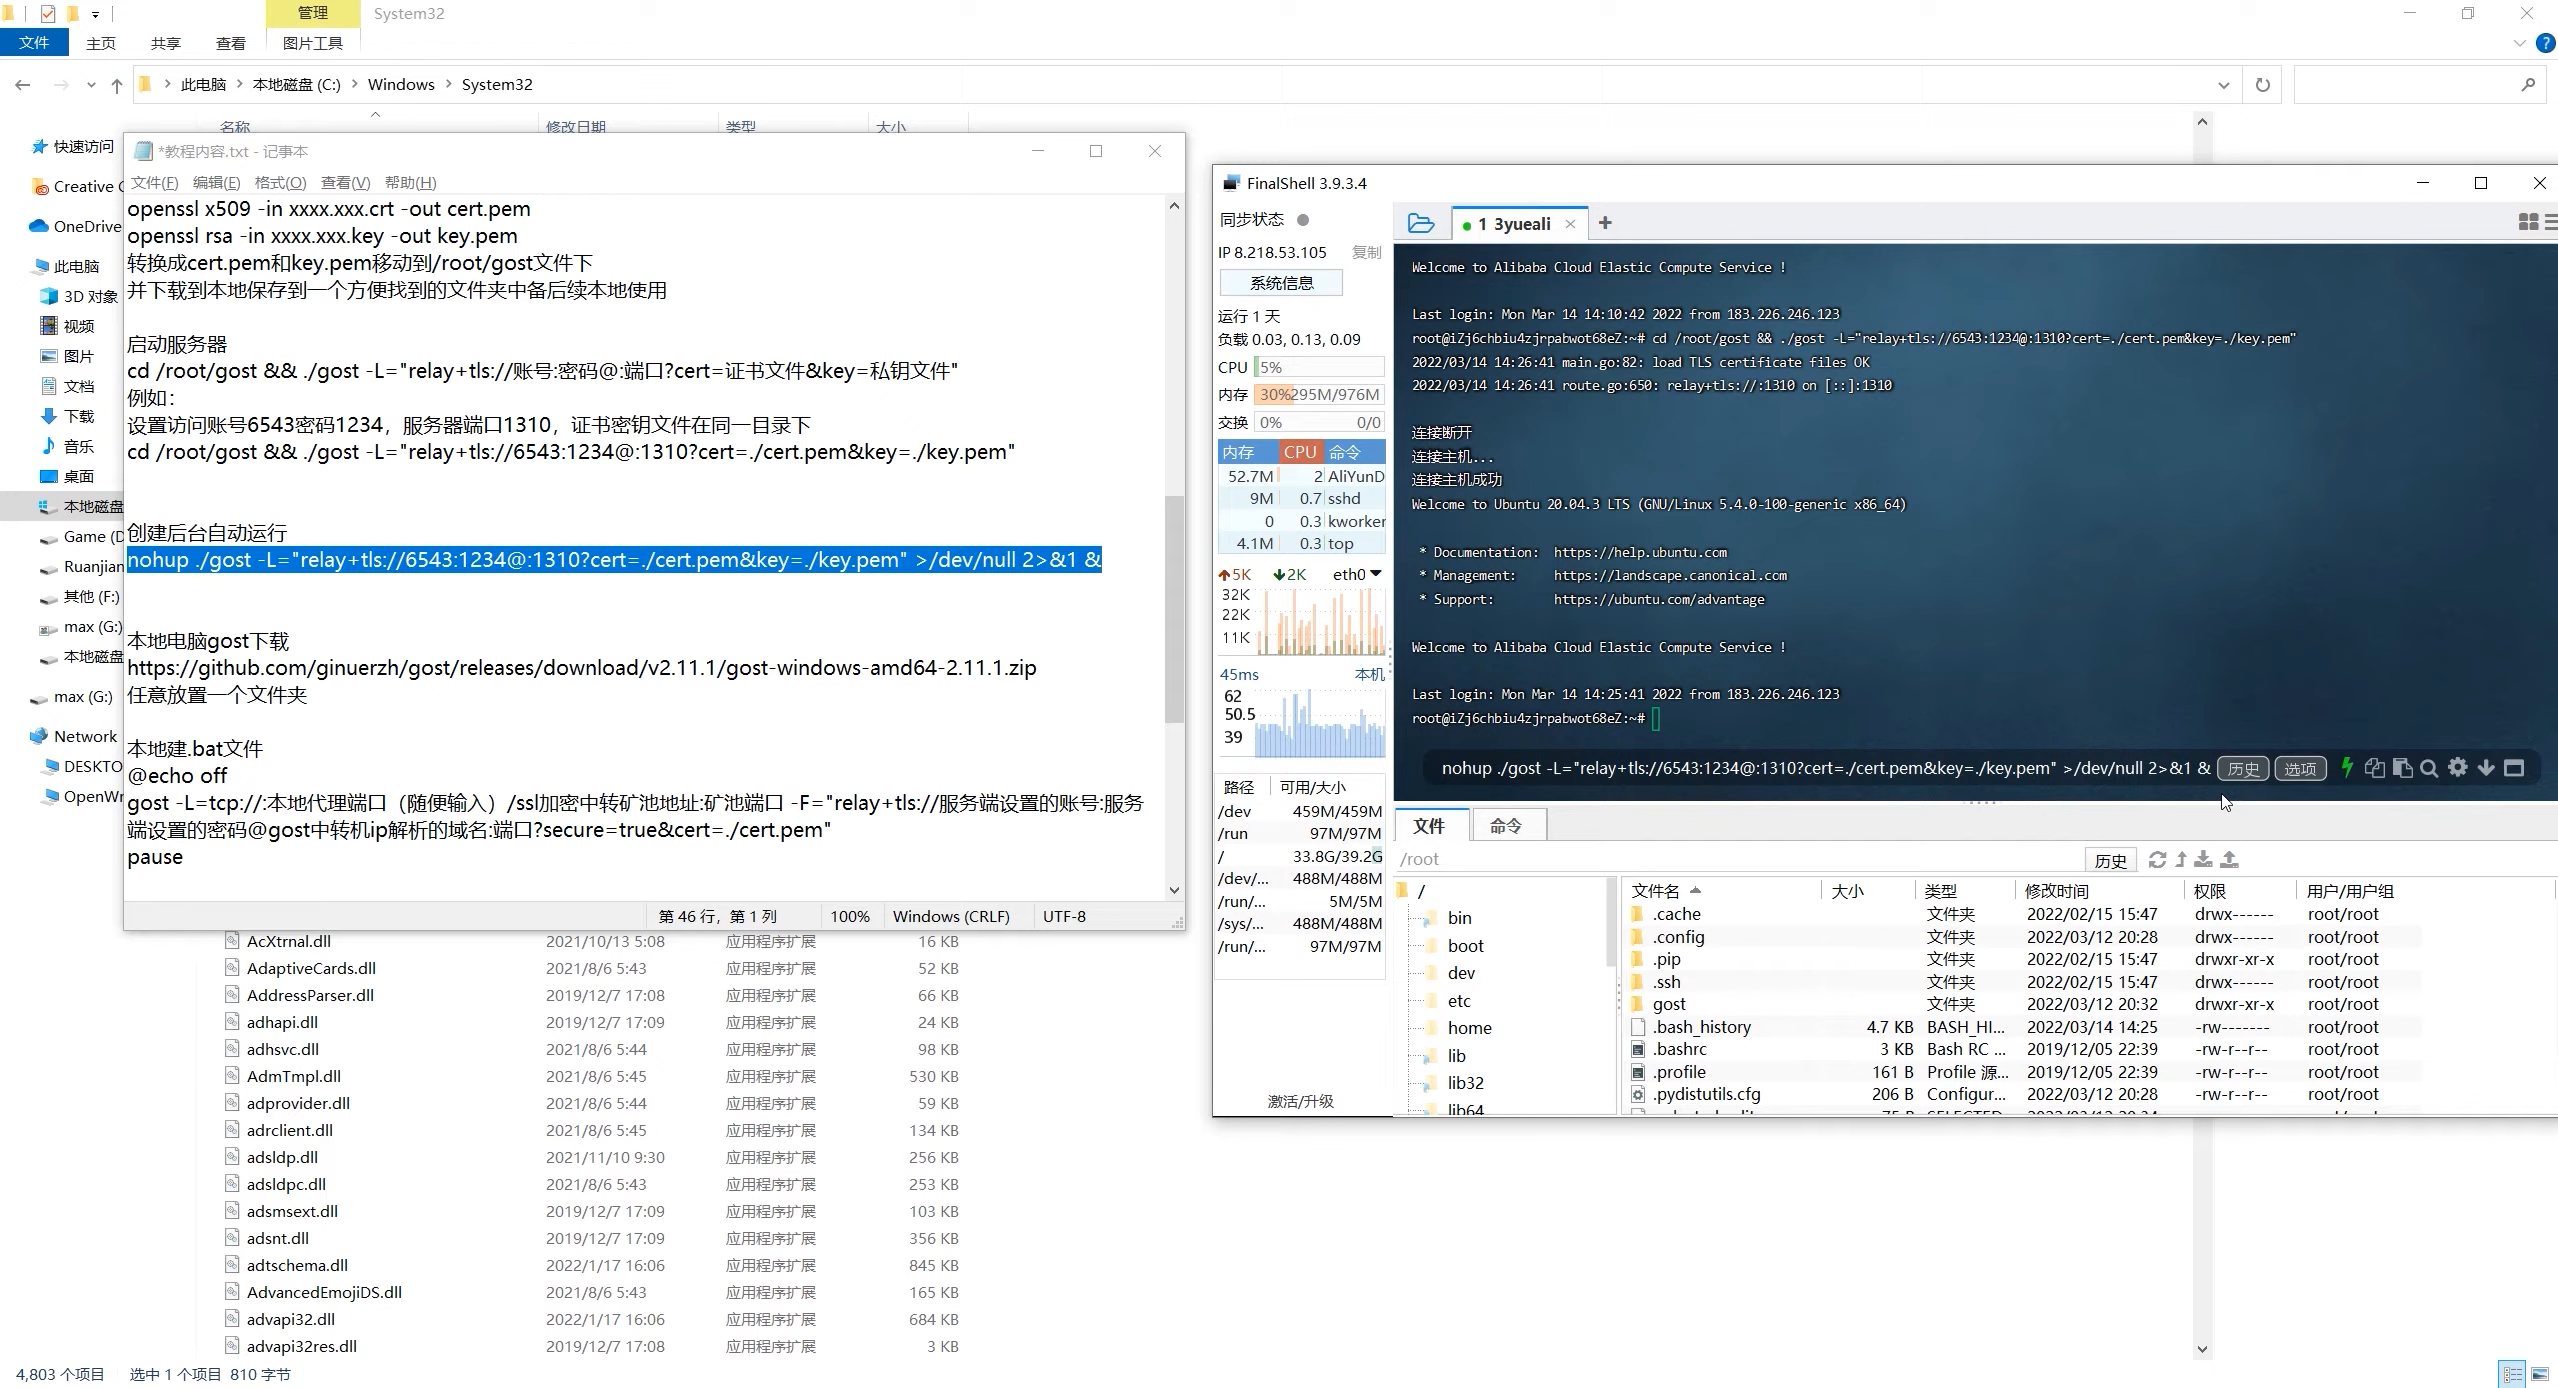 管理
System32
文件
主页
共享
查看
图片工具
此电脑
本地磁盘 (C:)
Windows
System32
名称
修改日期
类型
大小
快速访问
Creative C
OneDrive
此电脑
3D 对象
视频
图片
文档
下载
音乐
桌面
本地磁盘
Game (D
Ruanjian
其他 (F:)
max (G:)
本地磁盘
max (G:)
Network
DESKTO
OpenWr
*教程内容.txt - 记事本
文件(F) 编辑(E) 格式(O) 查看(V) 帮助(H)
openssl x509 -in xxxx.xxx.crt -out cert.pem
openssl rsa -in xxxx.xxx.key -out key.pem
转换成cert.pem和key.pem移动到/root/gost文件下
并下载到本地保存到一个方便找到的文件夹中备后续本地使用
启动服务器
cd /root/gost && ./gost -L="relay+tls://账号:密码@:端口?cert=证书文件&key=私钥文件"
例如：
设置访问账号6543密码1234，服务器端口1310，证书密钥文件在同一目录下
cd /root/gost && ./gost -L="relay+tls://6543:1234@:1310?cert=./cert.pem&key=./key.pem"
创建后台自动运行
nohup ./gost -L="relay+tls://6543:1234@:1310?cert=./cert.pem&key=./key.pem" >/dev/null 2>&1 &
本地电脑gost下载
https://github.com/ginuerzh/gost/releases/download/v2.11.1/gost-windows-amd64-2.11.1.zip
任意放置一个文件夹
本地建.bat文件
@echo off
gost -L=tcp://:本地代理端口（随便输入）/ssl加密中转矿池地址:矿池端口 -F="relay+tls://服务端设置的账号:服务
端设置的密码@gost中转机ip解析的域名:端口?secure=true&cert=./cert.pem"
pause
第 46 行，第 1 列 100% Windows (CRLF) UTF-8
AcXtrnal.dll 2021/10/13 5:08 应用程序扩展 16 KB
AdaptiveCards.dll 2021/8/6 5:43 应用程序扩展 52 KB
AddressParser.dll 2019/12/7 17:08 应用程序扩展 66 KB
adhapi.dll 2019/12/7 17:09 应用程序扩展 24 KB
adhsvc.dll 2021/8/6 5:44 应用程序扩展 98 KB
AdmTmpl.dll 2021/8/6 5:45 应用程序扩展 530 KB
adprovider.dll 2021/8/6 5:44 应用程序扩展 59 KB
adrclient.dll 2021/8/6 5:45 应用程序扩展 134 KB
adsldp.dll 2021/11/10 9:30 应用程序扩展 256 KB
adsldpc.dll 2021/8/6 5:43 应用程序扩展 253 KB
adsmsext.dll 2019/12/7 17:09 应用程序扩展 103 KB
adsnt.dll 2019/12/7 17:09 应用程序扩展 356 KB
adtschema.dll 2022/1/17 16:06 应用程序扩展 845 KB
AdvancedEmojiDS.dll 2021/8/6 5:43 应用程序扩展 165 KB
advapi32.dll 2022/1/17 16:06 应用程序扩展 684 KB
advapi32res.dll 2019/12/7 17:08 应用程序扩展 3 KB
4,803 个项目 选中 1 个项目 810 字节
FinalShell 3.9.3.4
同步状态
IP 8.218.53.105 复制
系统信息
运行 1 天
负载 0.03, 0.13, 0.09
CPU 5%
内存 30% 295M/976M
交换 0% 0/0
内存 CPU 命令
52.7M 2 AliYunD
9M 0.7 sshd
0 0.3 kworker
4.1M 0.3 top
5K 2K eth0
32K
22K
11K
45ms 本机
62
50.5
39
路径 可用/大小
/dev 459M/459M
/run 97M/97M
/ 33.8G/39.2G
/dev/... 488M/488M
/run/... 5M/5M
/sys/... 488M/488M
/run/... 97M/97M
激活/升级
1 3yueali
Welcome to Alibaba Cloud Elastic Compute Service !
Last login: Mon Mar 14 14:10:42 2022 from 183.226.246.123
root@iZj6chbiu4zjrpabwot68eZ:~# cd /root/gost && ./gost -L="relay+tls://6543:1234@:1310?cert=./cert.pem&key=./key.pem"
2022/03/14 14:26:41 main.go:82: load TLS certificate files OK
2022/03/14 14:26:41 route.go:650: relay+tls://:1310 on [::]:1310
连接断开
连接主机...
连接主机成功
Welcome to Ubuntu 20.04.3 LTS (GNU/Linux 5.4.0-100-generic x86_64)
* Documentation: https://help.ubuntu.com
* Management: https://landscape.canonical.com
* Support: https://ubuntu.com/advantage
Welcome to Alibaba Cloud Elastic Compute Service !
Last login: Mon Mar 14 14:25:41 2022 from 183.226.246.123
root@iZj6chbiu4zjrpabwot68eZ:~#
nohup ./gost -L="relay+tls://6543:1234@:1310?cert=./cert.pem&key=./key.pem" >/dev/null 2>&1 & 历史 选项
文件 命令
/root 历史
/
bin
boot
dev
etc
home
lib
lib32
lib64
文件名 大小 类型 修改时间 权限 用户/用户组
.cache 文件夹 2022/02/15 15:47 drwx------ root/root
.config 文件夹 2022/03/12 20:28 drwx------ root/root
.pip 文件夹 2022/02/15 15:47 drwxr-xr-x root/root
.ssh 文件夹 2022/02/15 15:47 drwx------ root/root
gost 文件夹 2022/03/12 20:32 drwxr-xr-x root/root
.bash_history 4.7 KB BASH_HI... 2022/03/14 14:25 -rw------- root/root
.bashrc 3 KB Bash RC ... 2019/12/05 22:39 -rw-r--r-- root/root
.profile 161 B Profile 源... 2019/12/05 22:39 -rw-r--r-- root/root
.pydistutils.cfg 206 B Configur... 2022/03/12 20:28 -rw-r--r-- root/root